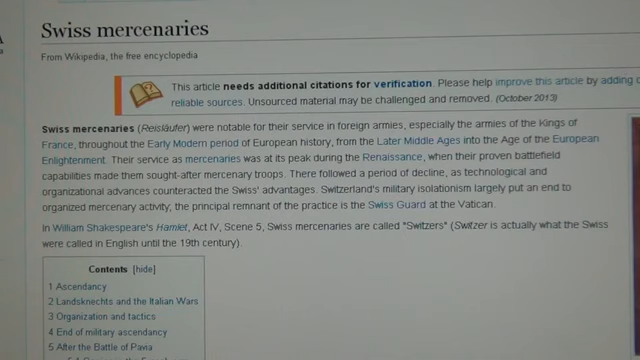 Swiss mercenaries
From Wikipedia, the free encyclopedia
This article needs additional citations for verification. Please help improve this article by adding
reliable sources. Unsourced material may be challenged and removed. (October 2013)
Swiss mercenaries (Reisläufer) were notable for their service in foreign armies, especially the armies of the Kings of
France, throughout the Early Modern period of European history, from the Later Middle Ages into the Age of the European
Enlightenment. Their service as mercenaries was at its peak during the Renaissance, when their proven battlefield
capabilities made them sought-after mercenary troops. There followed a period of decline, as technological and
organizational advances counteracted the Swiss' advantages. Switzerland's military isolationism largely put an end to
organized mercenary activity; the principal remnant of the practice is the Swiss Guard at the Vatican.
In William Shakespeare's Hamlet, Act IV, Scene 5, Swiss mercenaries are called "Switzers" (Switzer is actually what the Swiss
were called in English until the 19th century).
Contents [hide]
1 Ascendancy
2 Landsknechts and the Italian Wars
3 Organization and tactics
4 End of military ascendancy
5 After the Battle of Pavia